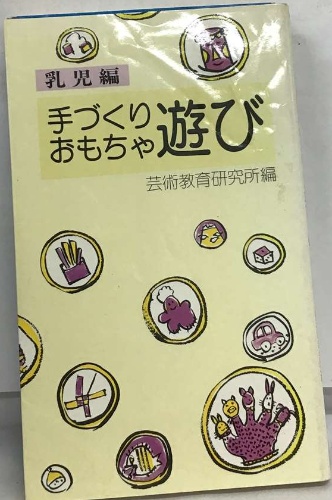 乳児編
手づくり
おもちゃ遊び
芸術教育研究所編